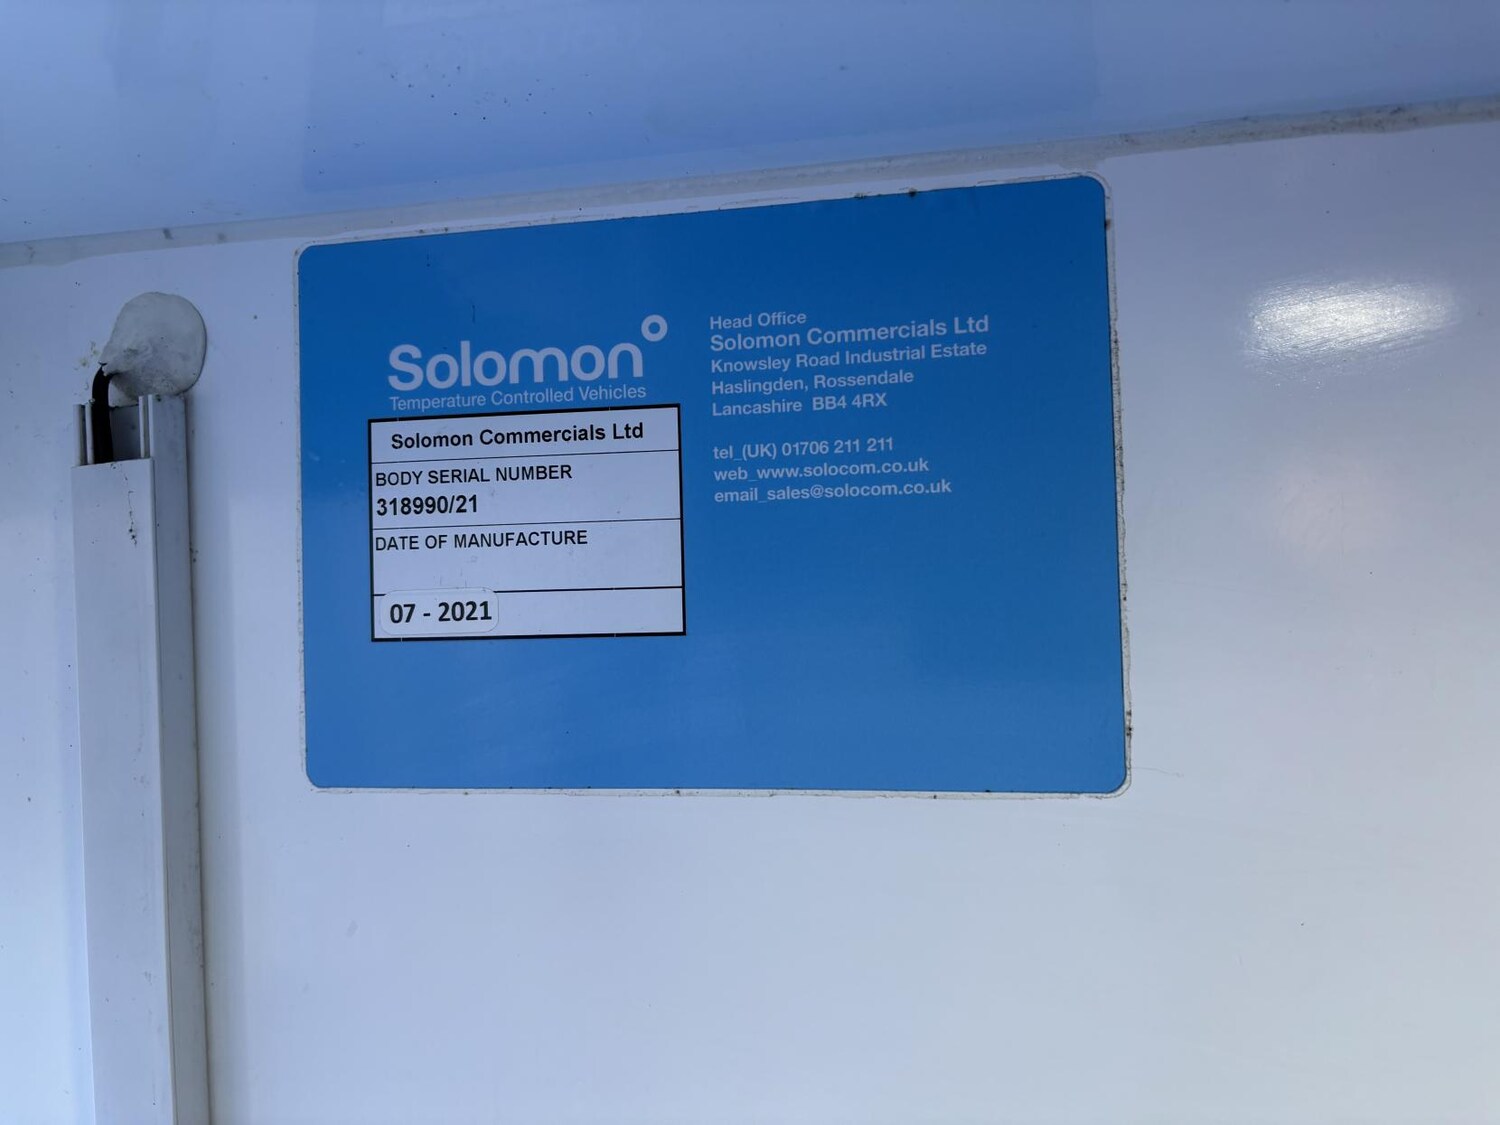 Solomon
Temperature Controlled Vehicles
Solomon Commercials Ltd
BODY SERIAL NUMBER
318990/21
DATE OF MANUFACTURE
07 - 2021
Head Office
Solomon Commercials Ltd
Knowsley Road Industrial Estate
Haslingden, Rossendale
Lancashire BB4 4RX
tel_(UK) 01706 211 211
web_www.solocom.co.uk
email_sales@solocom.co.uk